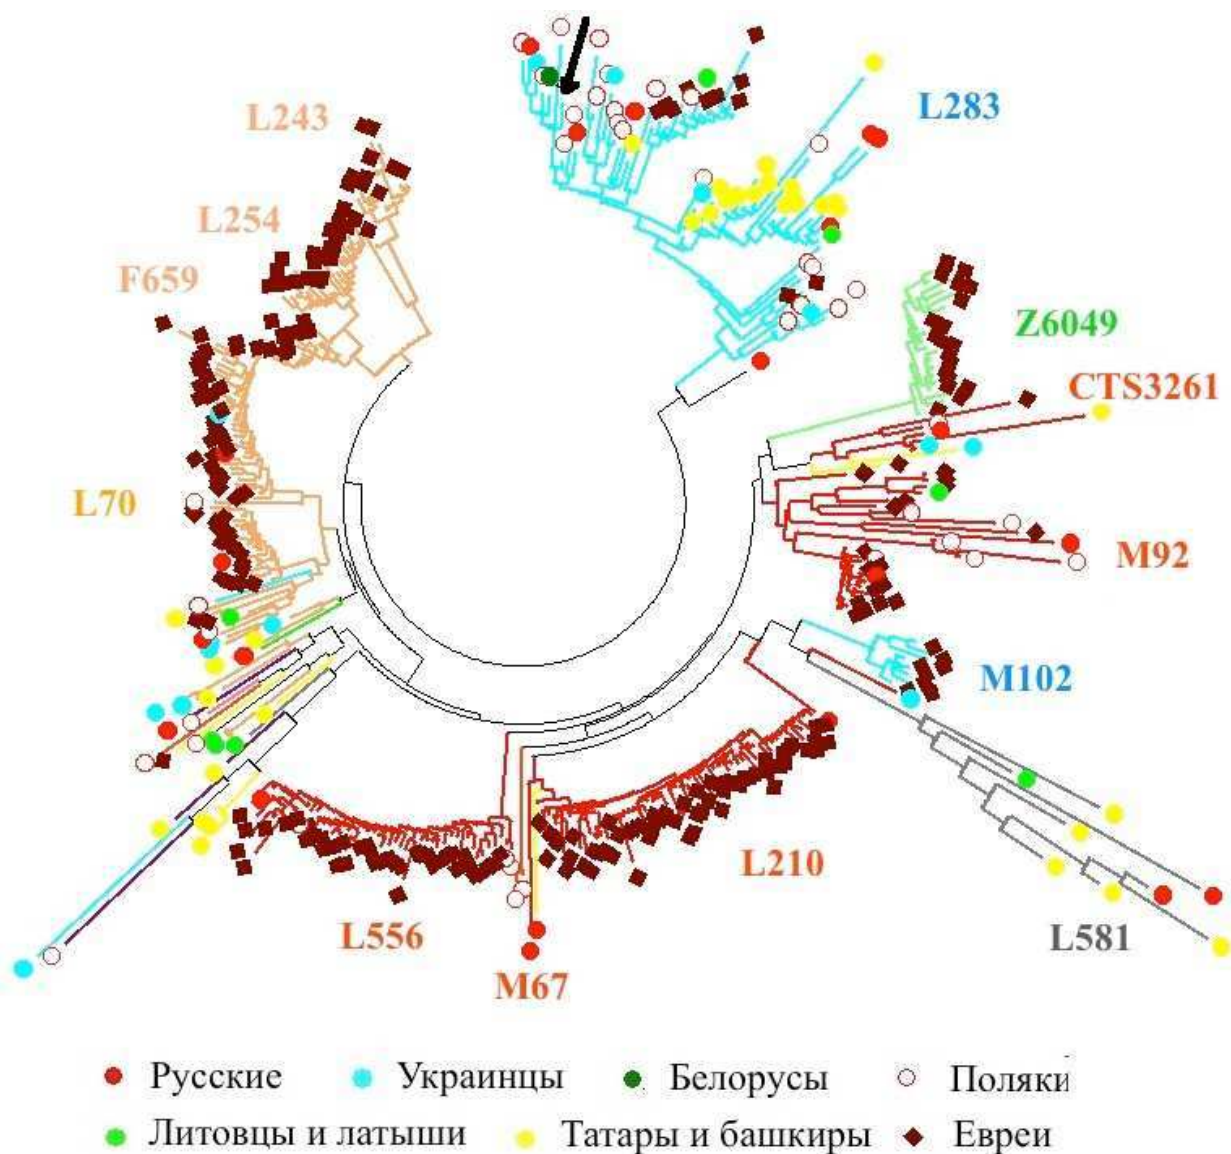 L243
L283
L254
F659
Z6049
CTS3261
L70
M92
M102
L210
L556
L581
M67
Русские
Украинцы
Белорусы
Поляки
Литовцы и латыши
Татары и башкиры
Евреи